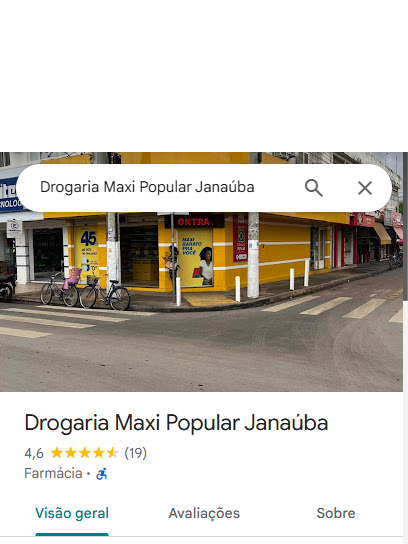 Drogaria Maxi Popular Janaúba
ONTRA
45
MAXI
BARATO
PRA
VOCÊ
Drogaria Maxi Popular Janaúba
4,6 (19)
Farmácia ·
Visão geral
Avaliações
Sobre